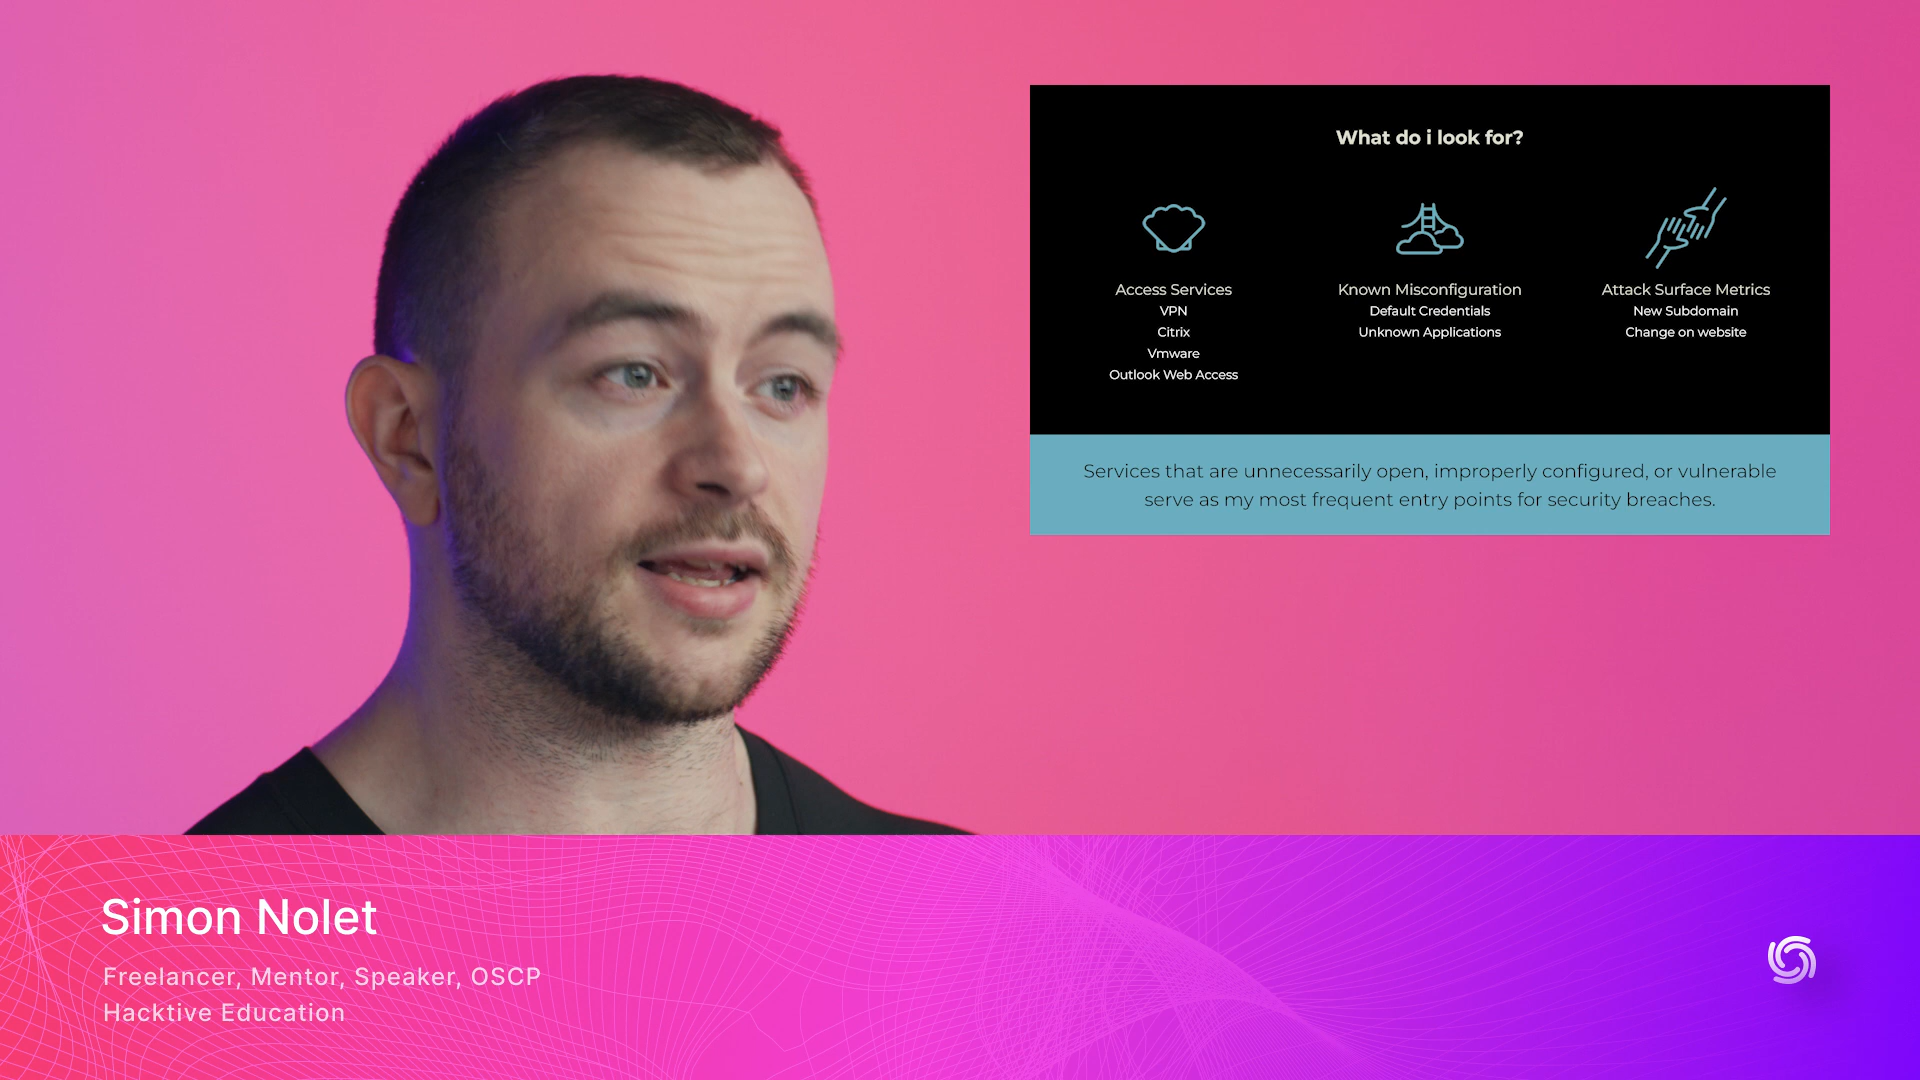 What do i look for?
Access Services
VPN
Citrix
Vmware
Outlook Web Access
Known Misconfiguration
Default Credentials
Unknown Applications
Attack Surface Metrics
New Subdomain
Change on website
Services that are unnecessarily open, improperly configured, or vulnerable
serve as my most frequent entry points for security breaches.
Simon Nolet
Freelancer, Mentor, Speaker, OSCP
Hacktive Education